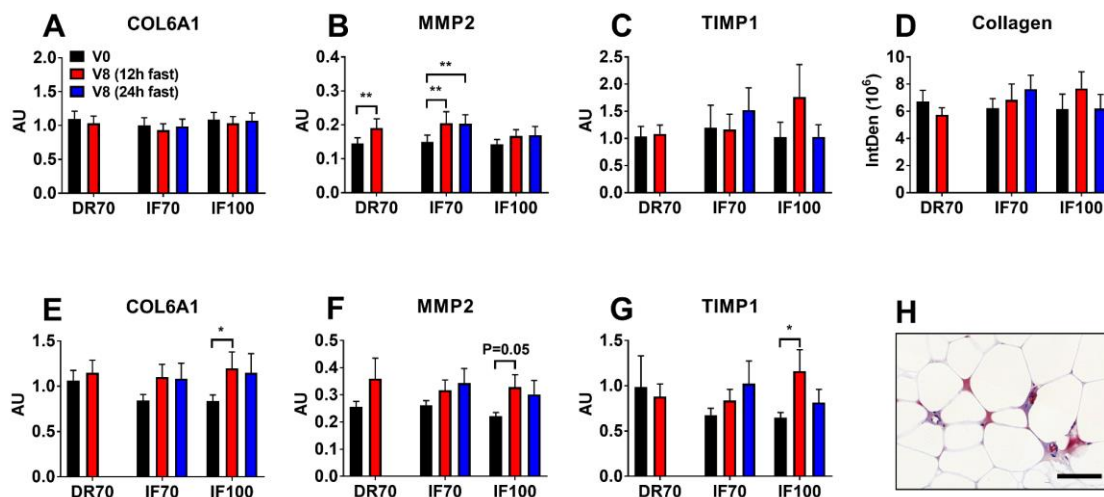 A COL6A1
2.0
1.5
1.0
0.5
0.0
AU
V0
V8 (12h fast)
V8 (24h fast)
DR70 IF70 IF100
B MMP2
0.4
0.3
0.2
0.1
0.0
AU
**
**
**
DR70 IF70 IF100
C TIMP1
2.5
2.0
1.5
1.0
0.5
0.0
AU
DR70 IF70 IF100
D Collagen
10
8
6
4
2
0
IntDen (10⁶)
DR70 IF70 IF100
E COL6A1
1.5
1.0
0.5
0.0
AU
*
DR70 IF70 IF100
F MMP2
0.5
0.4
0.3
0.2
0.1
0.0
AU
P=0.05
DR70 IF70 IF100
G TIMP1
1.5
1.0
0.5
0.0
AU
*
DR70 IF70 IF100
H